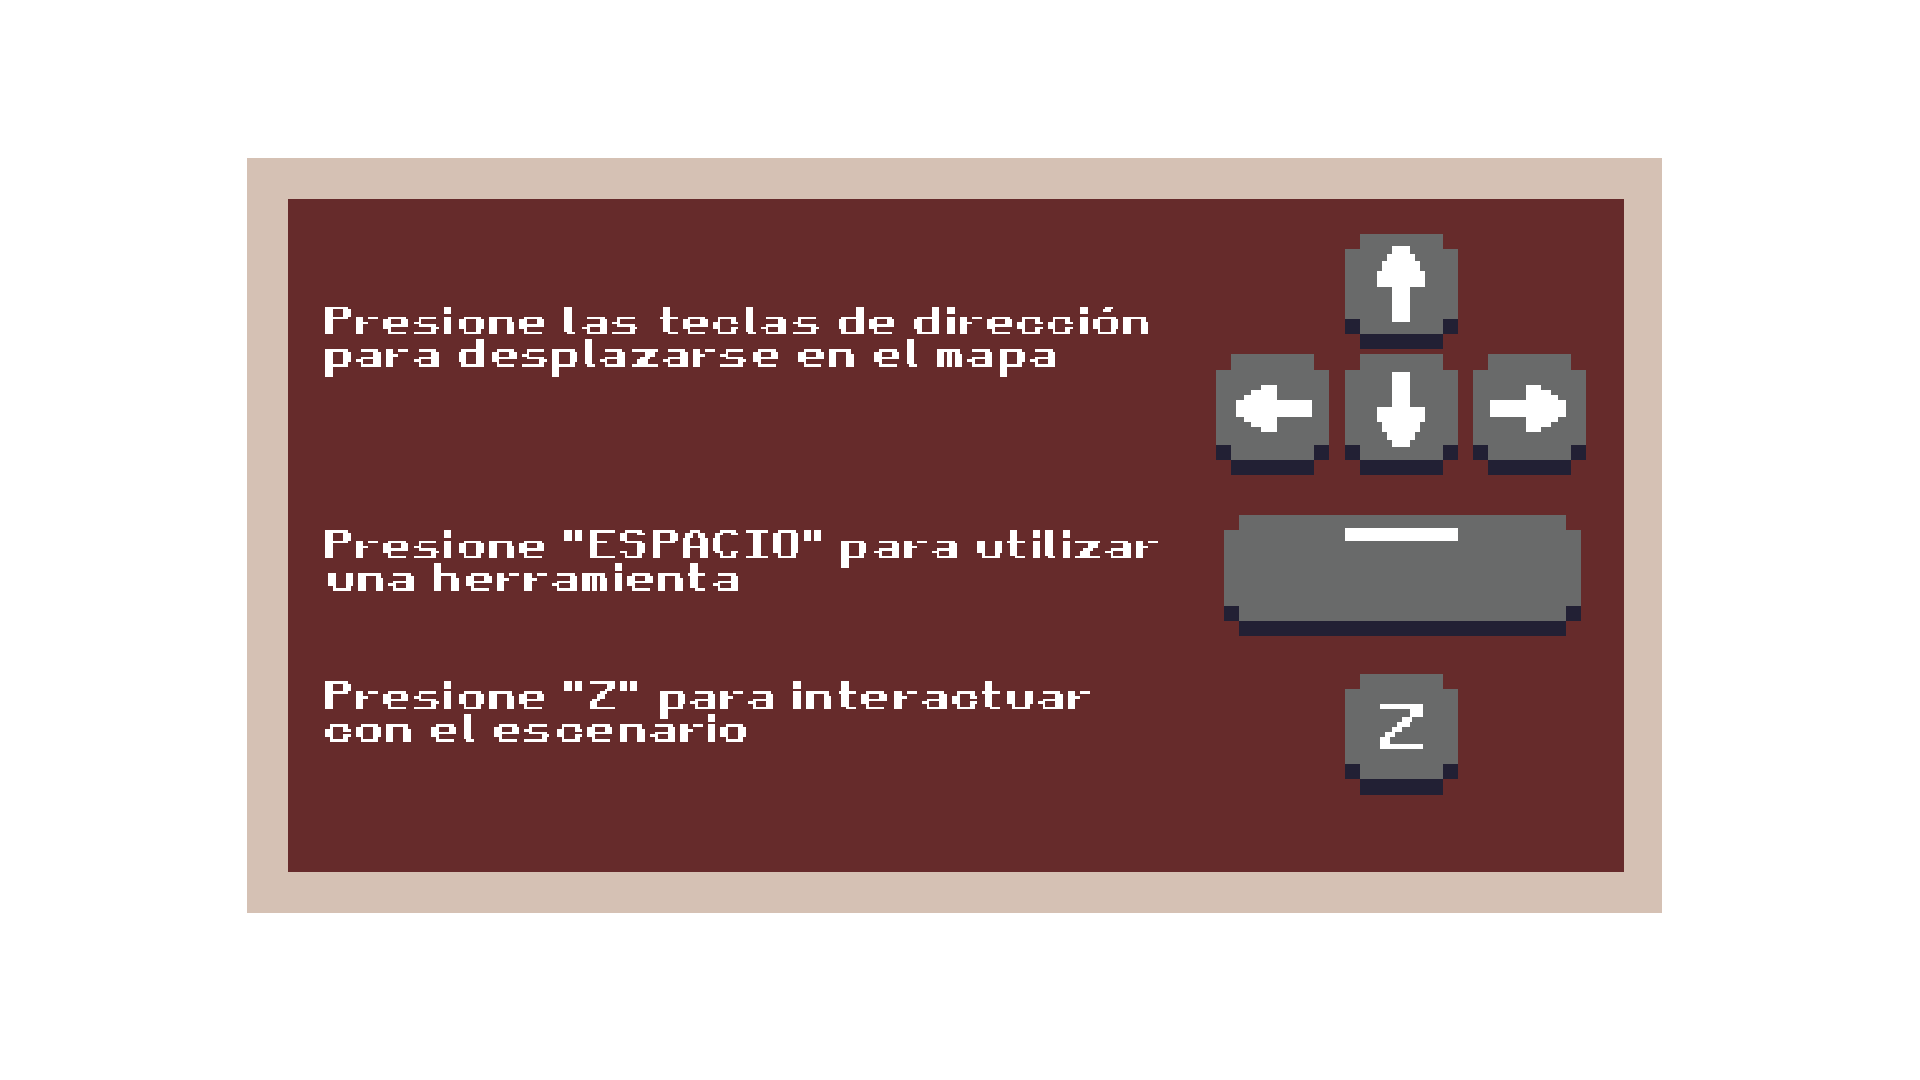 Presione las teclas de dirección
para desplazarse en el mapa
Presione "ESPACIO" para utilizar
una herramienta
Presione "Z" para interactuar
con el escenario
Z